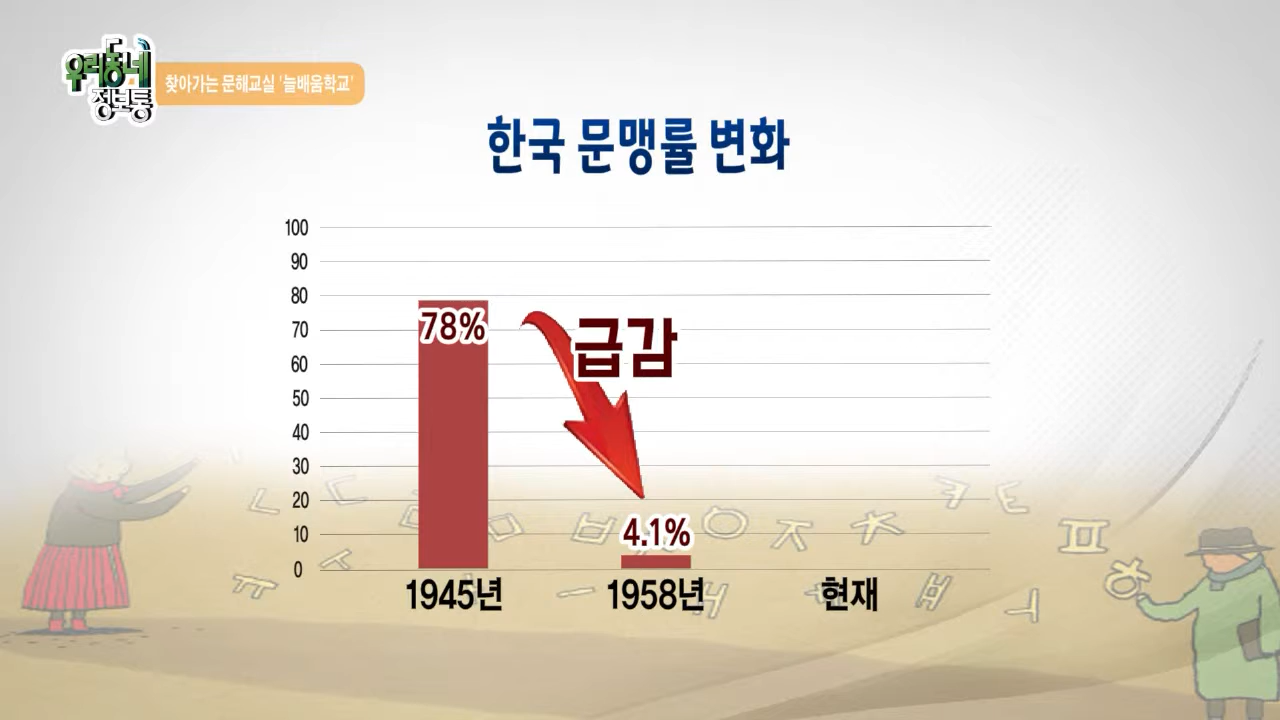 우리동네
정보통
찾아가는 문해교실 '늘배움학교'
한국 문맹률 변화
100
90
80
70
60
50
40
30
20
10
0
78%
급감
4.1%
1945년
1958년
현재
ㄴ
ㄷ
ㅁ
ㅂ
ㅇ
ㅈ
ㅊ
ㅋ
ㅌ
ㅍ
ㅎ
ㅏ
ㅠ
ㅡ
ㅐ
ㅔ
ㅚ
ㅝ